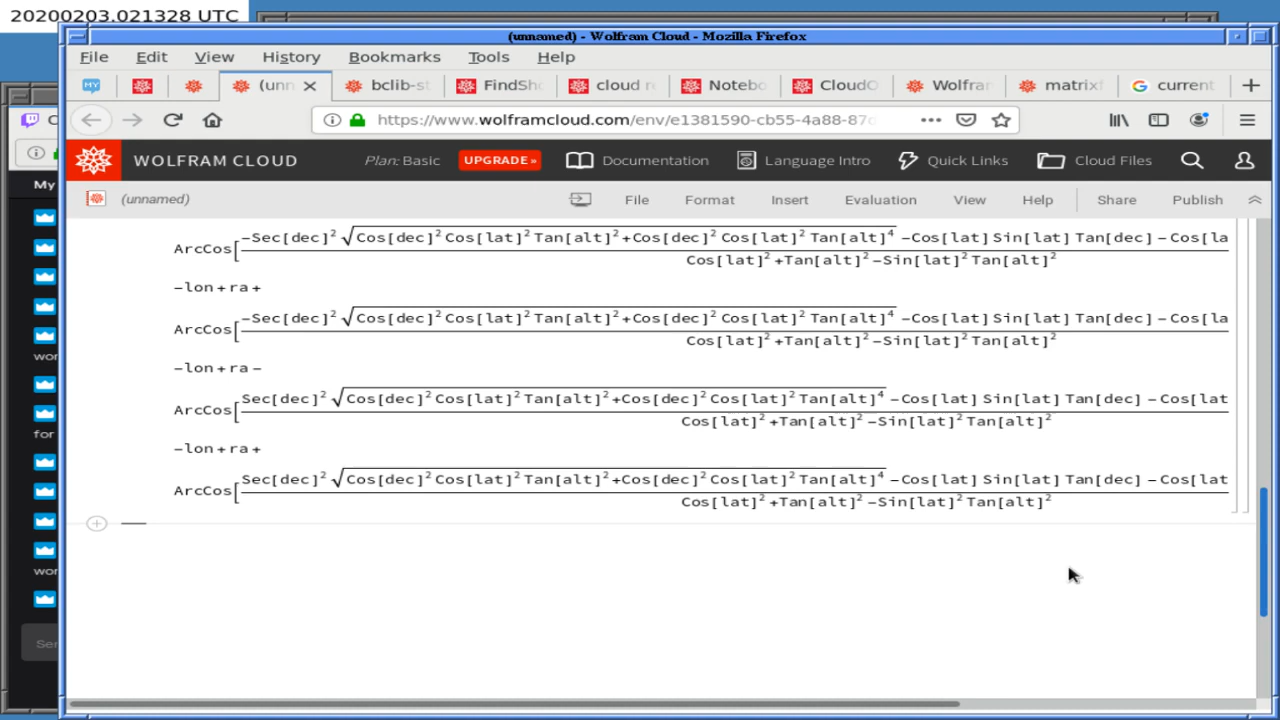 20200203.021328 UTC
(unnamed) - Wolfram Cloud - Mozilla Firefox
File Edit View History Bookmarks Tools Help
(unn bclib-st FindSh cloud re Notebo CloudO Wolfra matrixf current
https://www.wolframcloud.com/env/e1381590-cb55-4a88-87c
WOLFRAM CLOUD Plan: Basic UPGRADE» Documentation Language Intro Quick Links Cloud Files
(unnamed) File Format Insert Evaluation View Help Share Publish
My
-Sec[dec]² √Cos[dec]² Cos[lat]² Tan[alt]²+Cos[dec]² Cos[lat]² Tan[alt]⁴ -Cos[lat] Sin[lat] Tan[dec] -Cos[la
ArcCos[
Cos[lat]²+Tan[alt]²-Sin[lat]² Tan[alt]²
-lon+ra+
-Sec[dec]² √Cos[dec]² Cos[lat]² Tan[alt]²+Cos[dec]² Cos[lat]² Tan[alt]⁴ -Cos[lat] Sin[lat] Tan[dec] -Cos[la
ArcCos[
Cos[lat]²+Tan[alt]²-Sin[lat]² Tan[alt]²
wor
-lon+ra-
Sec[dec]² √Cos[dec]² Cos[lat]² Tan[alt]²+Cos[dec]² Cos[lat]² Tan[alt]⁴ -Cos[lat] Sin[lat] Tan[dec] -Cos[lat
ArcCos[
Cos[lat]²+Tan[alt]²-Sin[lat]² Tan[alt]²
for
-lon+ra+
Sec[dec]² √Cos[dec]² Cos[lat]² Tan[alt]²+Cos[dec]² Cos[lat]² Tan[alt]⁴ -Cos[lat] Sin[lat] Tan[dec] -Cos[lat
ArcCos[
Cos[lat]²+Tan[alt]²-Sin[lat]² Tan[alt]²
wor
Sen